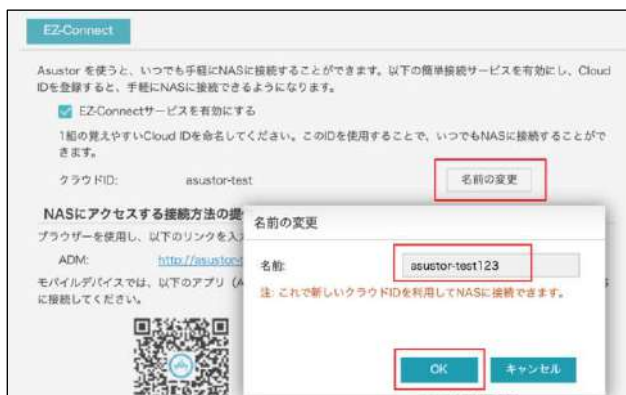 EZ-Connect
Asustor を使うと、いつでも手軽にNASに接続することができます。以下の簡単接続サービスを有効にし、Cloud
IDを登録すると、手軽にNASに接続できるようになります。
EZ-Connectサービスを有効にする
1組の覚えやすいCloud IDを命名してください。このIDを使用することで、いつでもNASに接続することがで
きます。
クラウドID: asustor-test 名前の変更
NASにアクセスする接続方法の提
ブラウザーを使用し、以下のリンクを入
ADM: http://asustor-
モバイルデバイスでは、以下のアプリ（A
に接続してください。
名前の変更
名前: asustor-test123
注: これで新しいクラウドIDを利用してNASに接続できます。
OK キャンセル